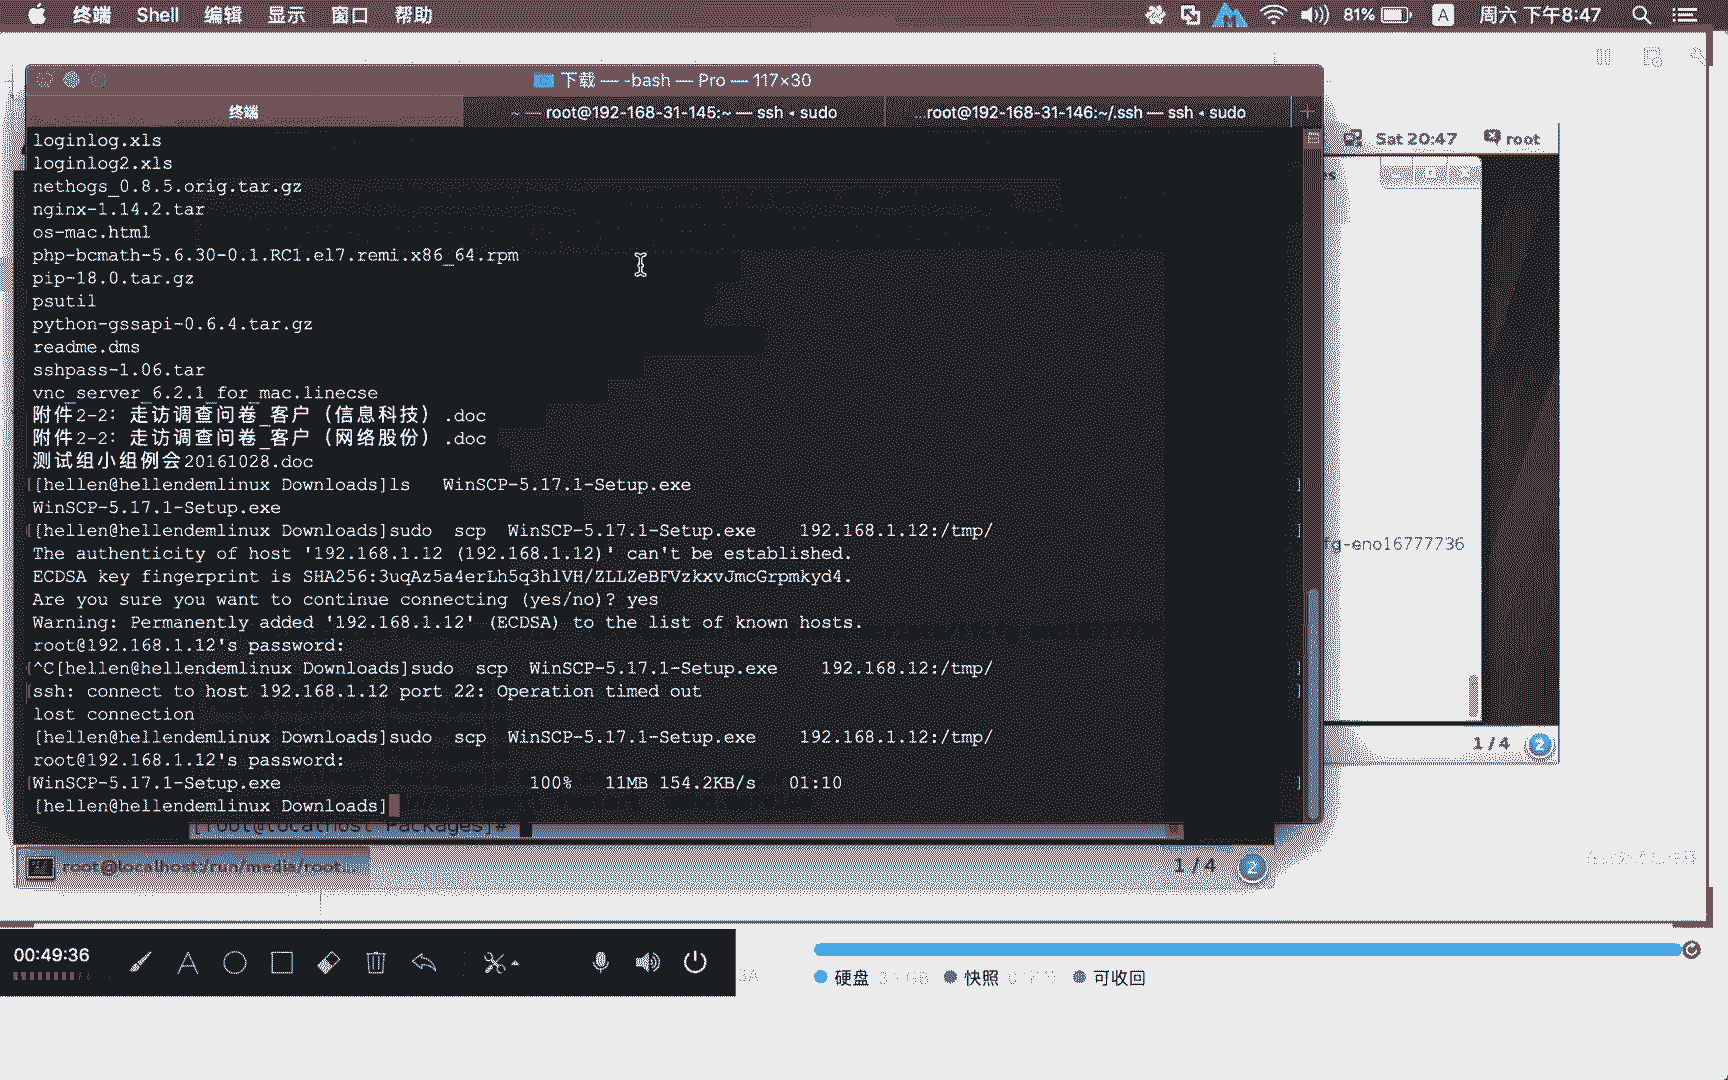 终端 Shell 编辑 显示 窗口 帮助
81% A 周六 下午8:47
下载 — -bash — Pro — 117×30
终端
~ — root@192-168-31-145:~ — ssh ◂ sudo
...root@192-168-31-146:~/.ssh — ssh ◂ sudo
Sat 20:47 root
loginlog.xls
loginlog2.xls
nethogs_0.8.5.orig.tar.gz
nginx-1.14.2.tar
os-mac.html
php-bcmath-5.6.30-0.1.RC1.el7.remi.x86_64.rpm
pip-18.0.tar.gz
psutil
python-gssapi-0.6.4.tar.gz
readme.dms
sshpass-1.06.tar
vnc_server_6.2.1_for_mac.linecse
附件2-2：走访调查问卷_客户（信息科技）.doc
附件2-2：走访调查问卷_客户（网络股份）.doc
测试组小组例会20161028.doc
[hellen@hellendemlinux Downloads]ls   WinSCP-5.17.1-Setup.exe
WinSCP-5.17.1-Setup.exe
[hellen@hellendemlinux Downloads]sudo  scp  WinSCP-5.17.1-Setup.exe    192.168.1.12:/tmp/
The authenticity of host '192.168.1.12 (192.168.1.12)' can't be established.
ECDSA key fingerprint is SHA256:3uqAz5a4erLh5q3hlVH/ZLLZeBFVzkxvJmcGrpmkyd4.
Are you sure you want to continue connecting (yes/no)? yes
Warning: Permanently added '192.168.1.12' (ECDSA) to the list of known hosts.
root@192.168.1.12's password:
^C[hellen@hellendemlinux Downloads]sudo  scp  WinSCP-5.17.1-Setup.exe    192.168.12:/tmp/
ssh: connect to host 192.168.1.12 port 22: Operation timed out
lost connection
[hellen@hellendemlinux Downloads]sudo  scp  WinSCP-5.17.1-Setup.exe    192.168.1.12:/tmp/
root@192.168.1.12's password:
WinSCP-5.17.1-Setup.exe                       100%   11MB 154.2KB/s   01:10
[hellen@hellendemlinux Downloads]
fg-eno16777736
1 / 4 2
[root@localhost Packages]#
root@localhost/run/media/root...
1 / 4 2
00:49:36
硬盘 快照 可收回